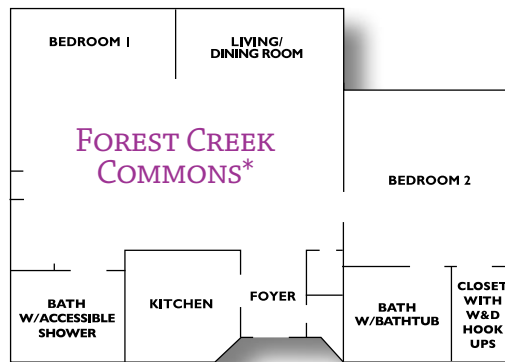 BEDROOM 1
LIVING/
DINING ROOM
FOREST CREEK
COMMONS*
BEDROOM 2
BATH
W/ACCESSIBLE
SHOWER
KITCHEN
FOYER
BATH
W/BATHTUB
CLOSET
WITH
W&D
HOOK
UPS